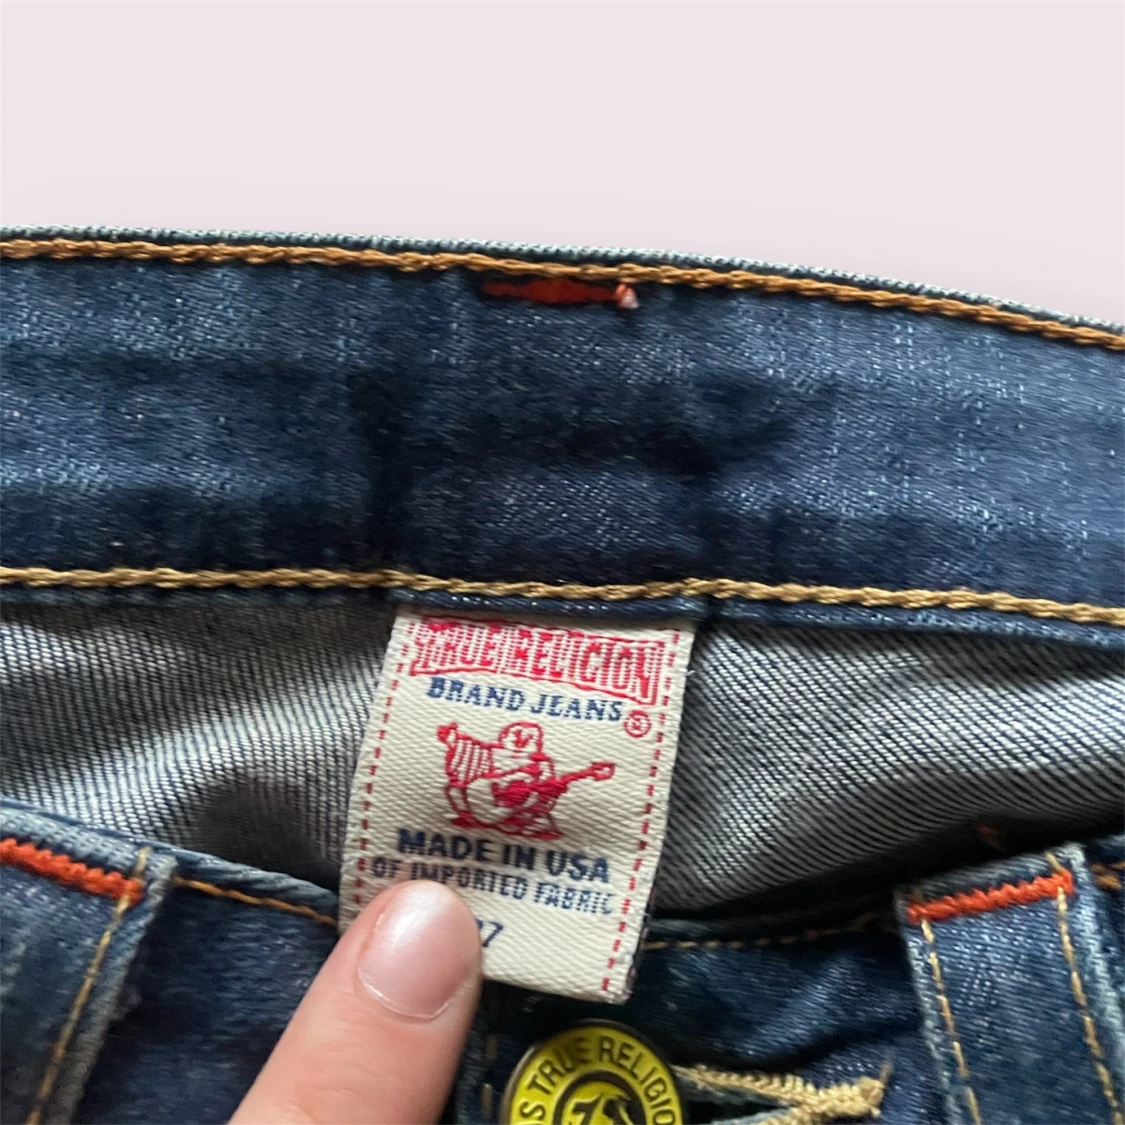 TRUE RELIGION
BRAND JEANS
®
MADE IN USA
OF IMPORTED FABRIC
TRUE RELIGIO